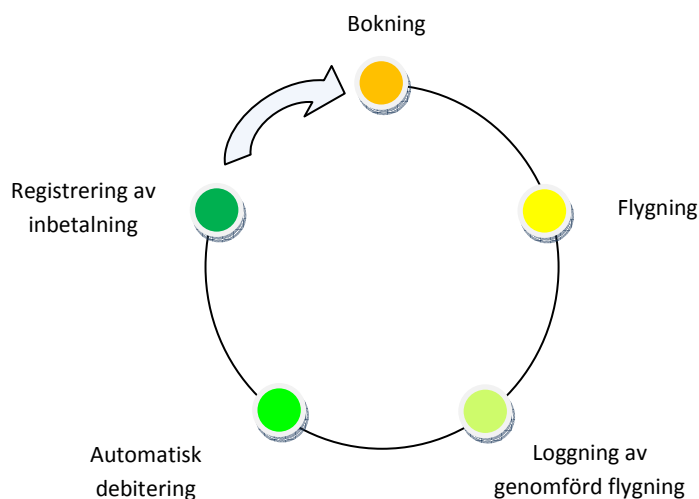 Bokning
Flygning
Loggning av
genomförd flygning
Automatisk
debitering
Registrering av
inbetalning